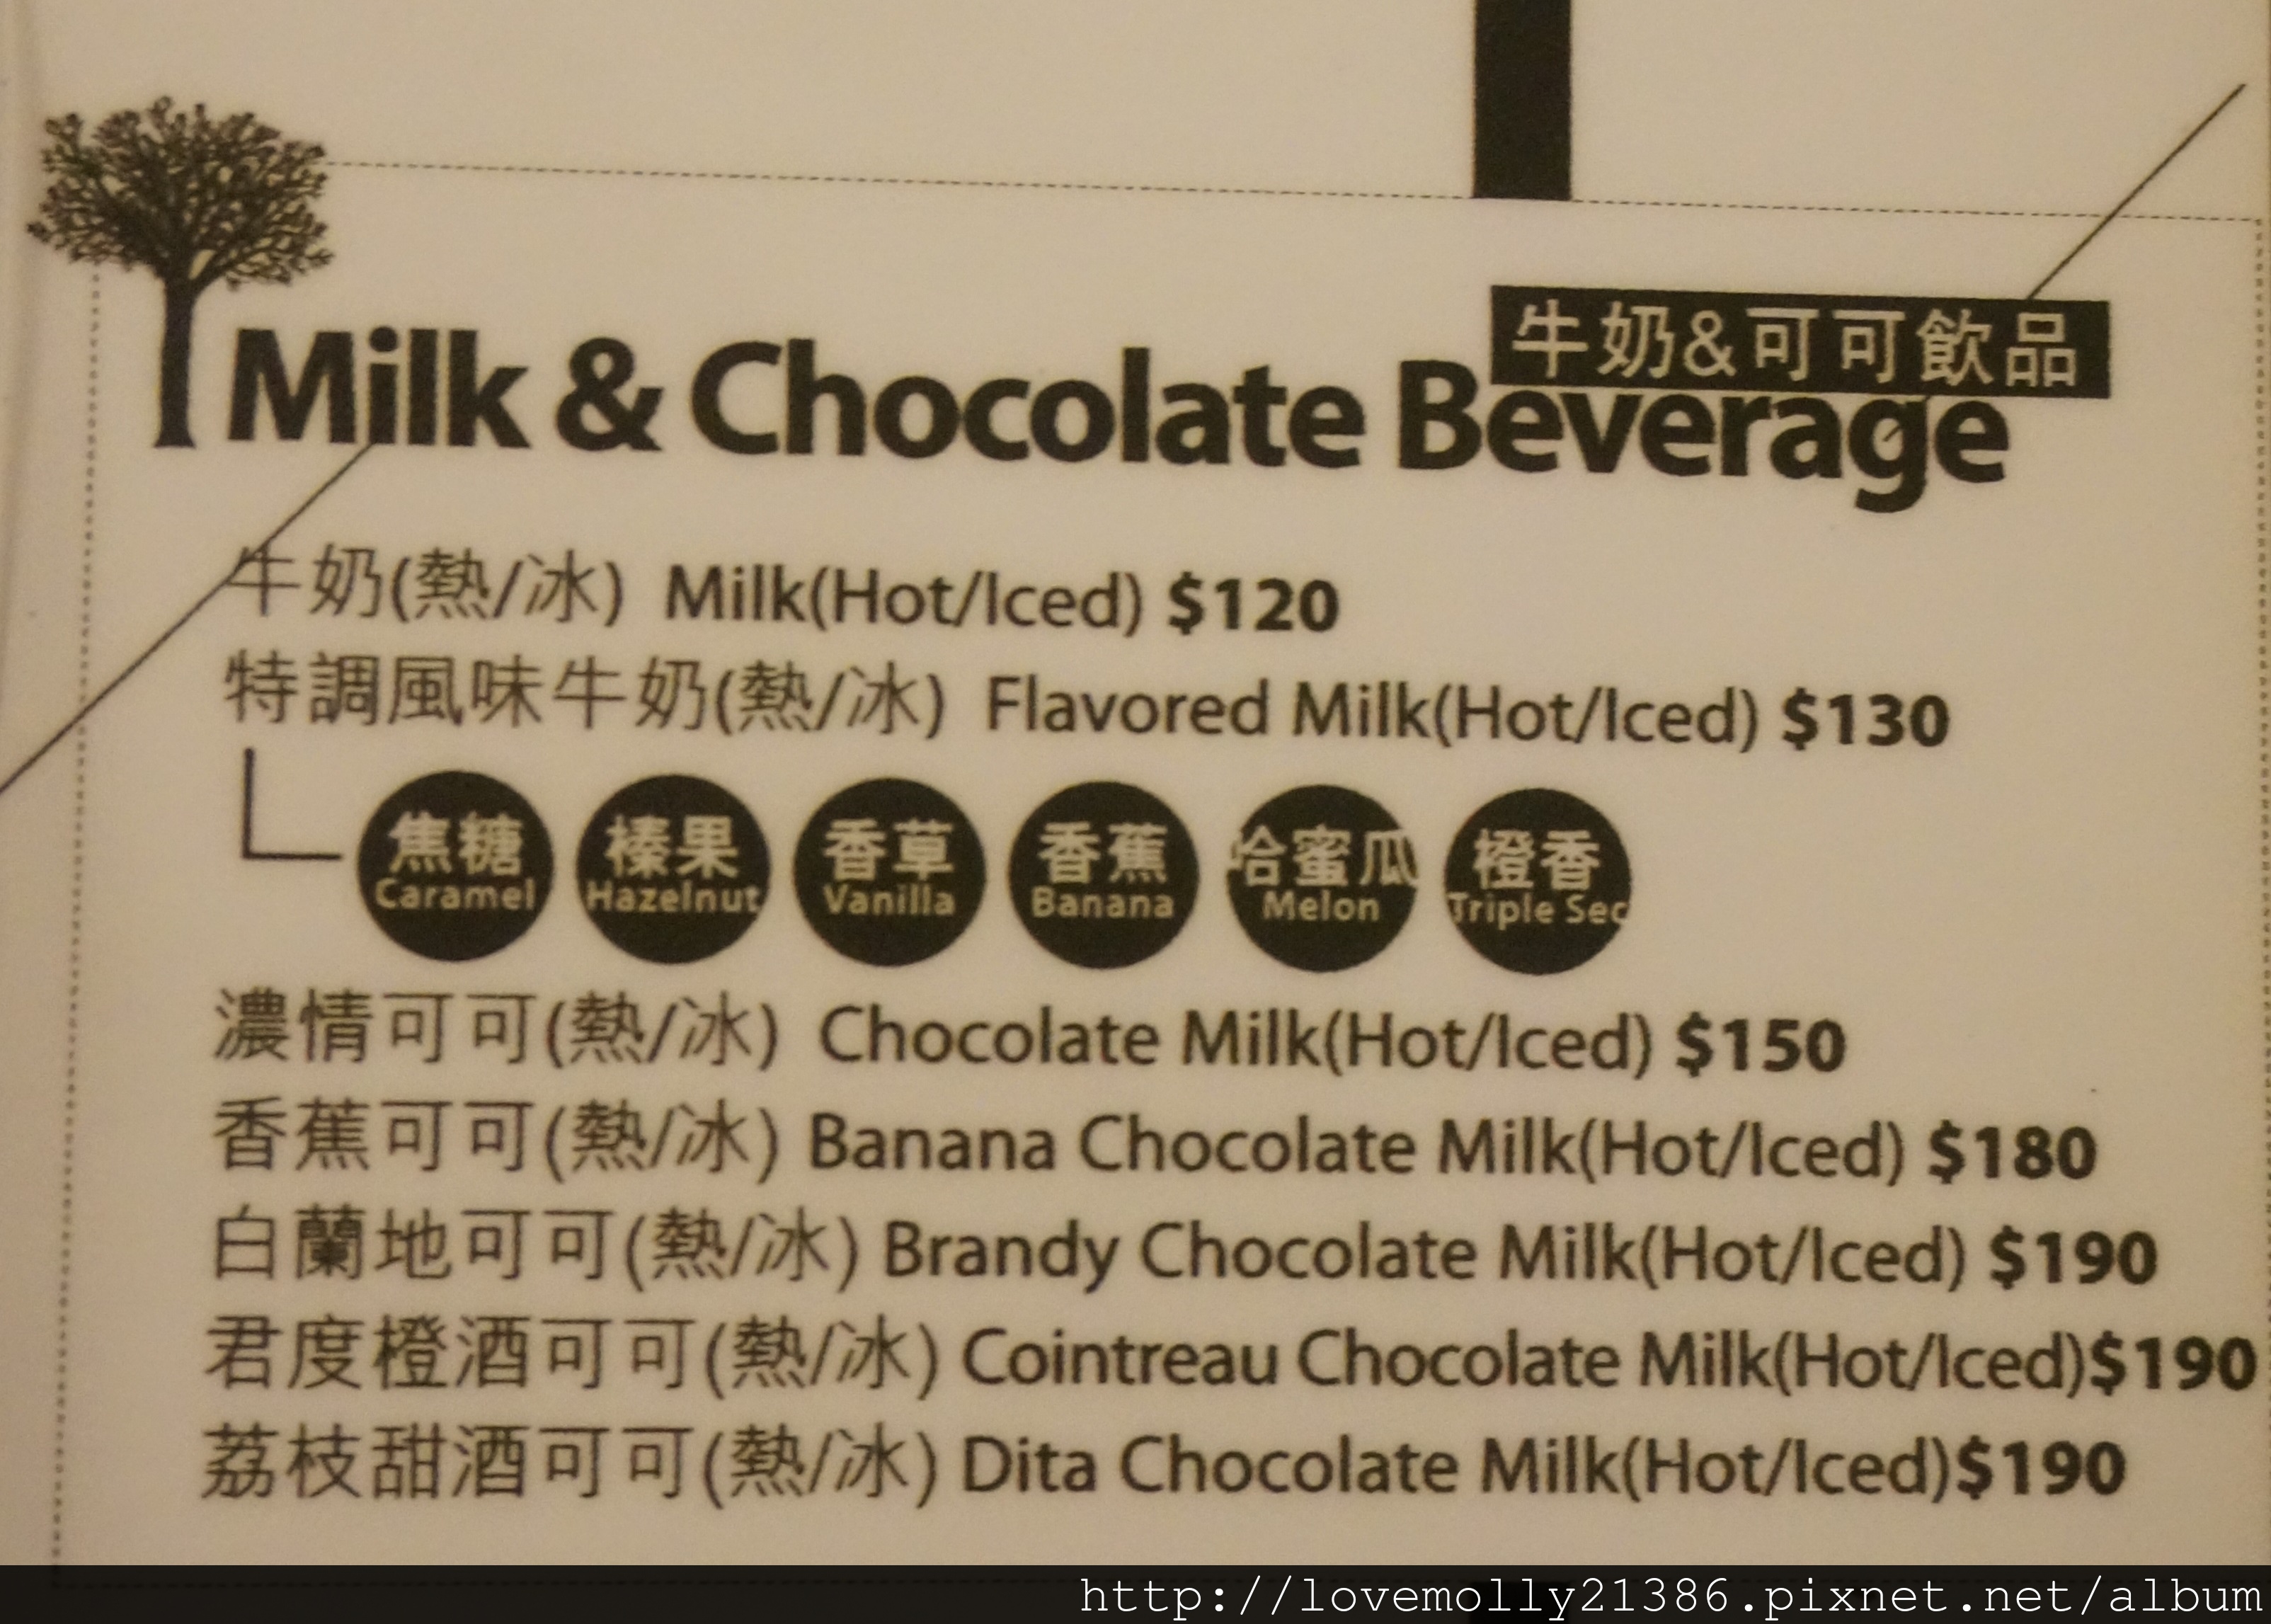 牛奶&可可飲品
Milk & Chocolate Beverage
牛奶(熱/冰) Milk(Hot/Iced) $120
特調風味牛奶(熱/冰) Flavored Milk(Hot/Iced) $130
焦糖 榛果 香草 香蕉 哈蜜瓜 橙香
Caramel Hazelnut Vanilla Banana Melon Triple Sec
濃情可可(熱/冰) Chocolate Milk(Hot/Iced) $150
香蕉可可(熱/冰) Banana Chocolate Milk(Hot/Iced) $180
白蘭地可可(熱/冰) Brandy Chocolate Milk(Hot/Iced) $190
君度橙酒可可(熱/冰) Cointreau Chocolate Milk(Hot/Iced)$190
荔枝甜酒可可(熱/冰) Dita Chocolate Milk(Hot/Iced)$190
http://lovemolly21386.pixnet.net/album